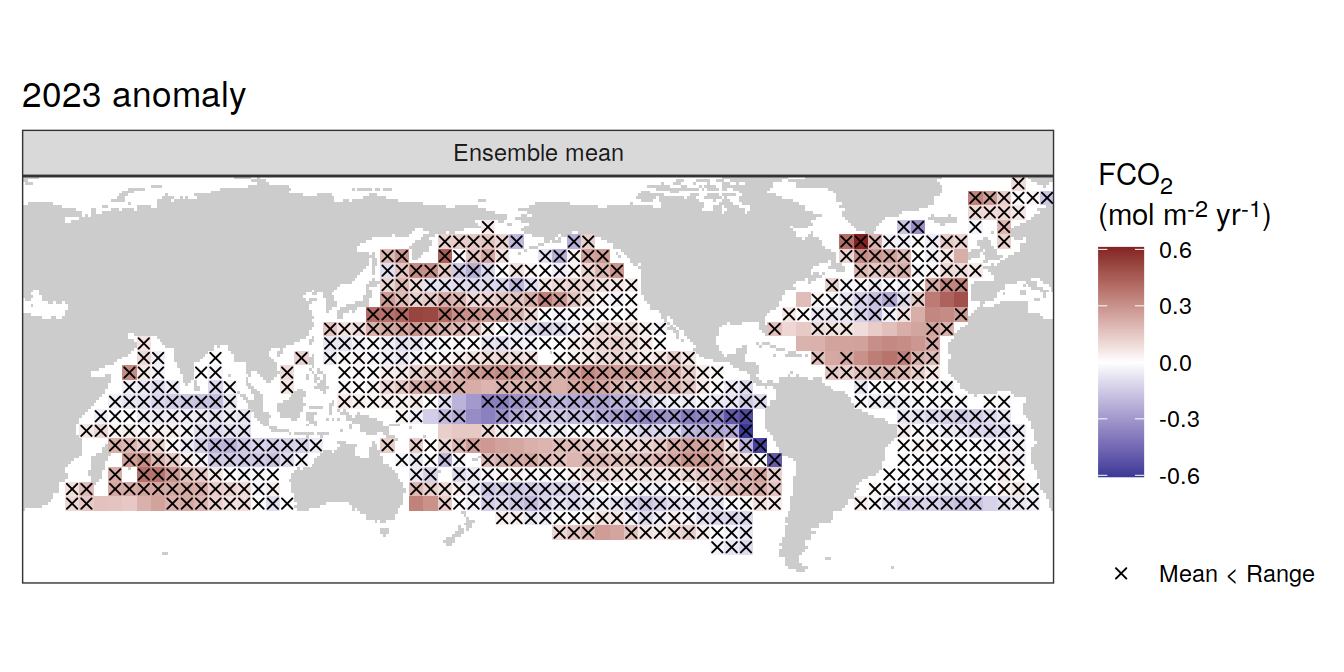 2023 anomaly
Ensemble mean
FCO₂
(mol m⁻² yr⁻¹)
0.6
0.3
0.0
-0.3
-0.6
× Mean < Range